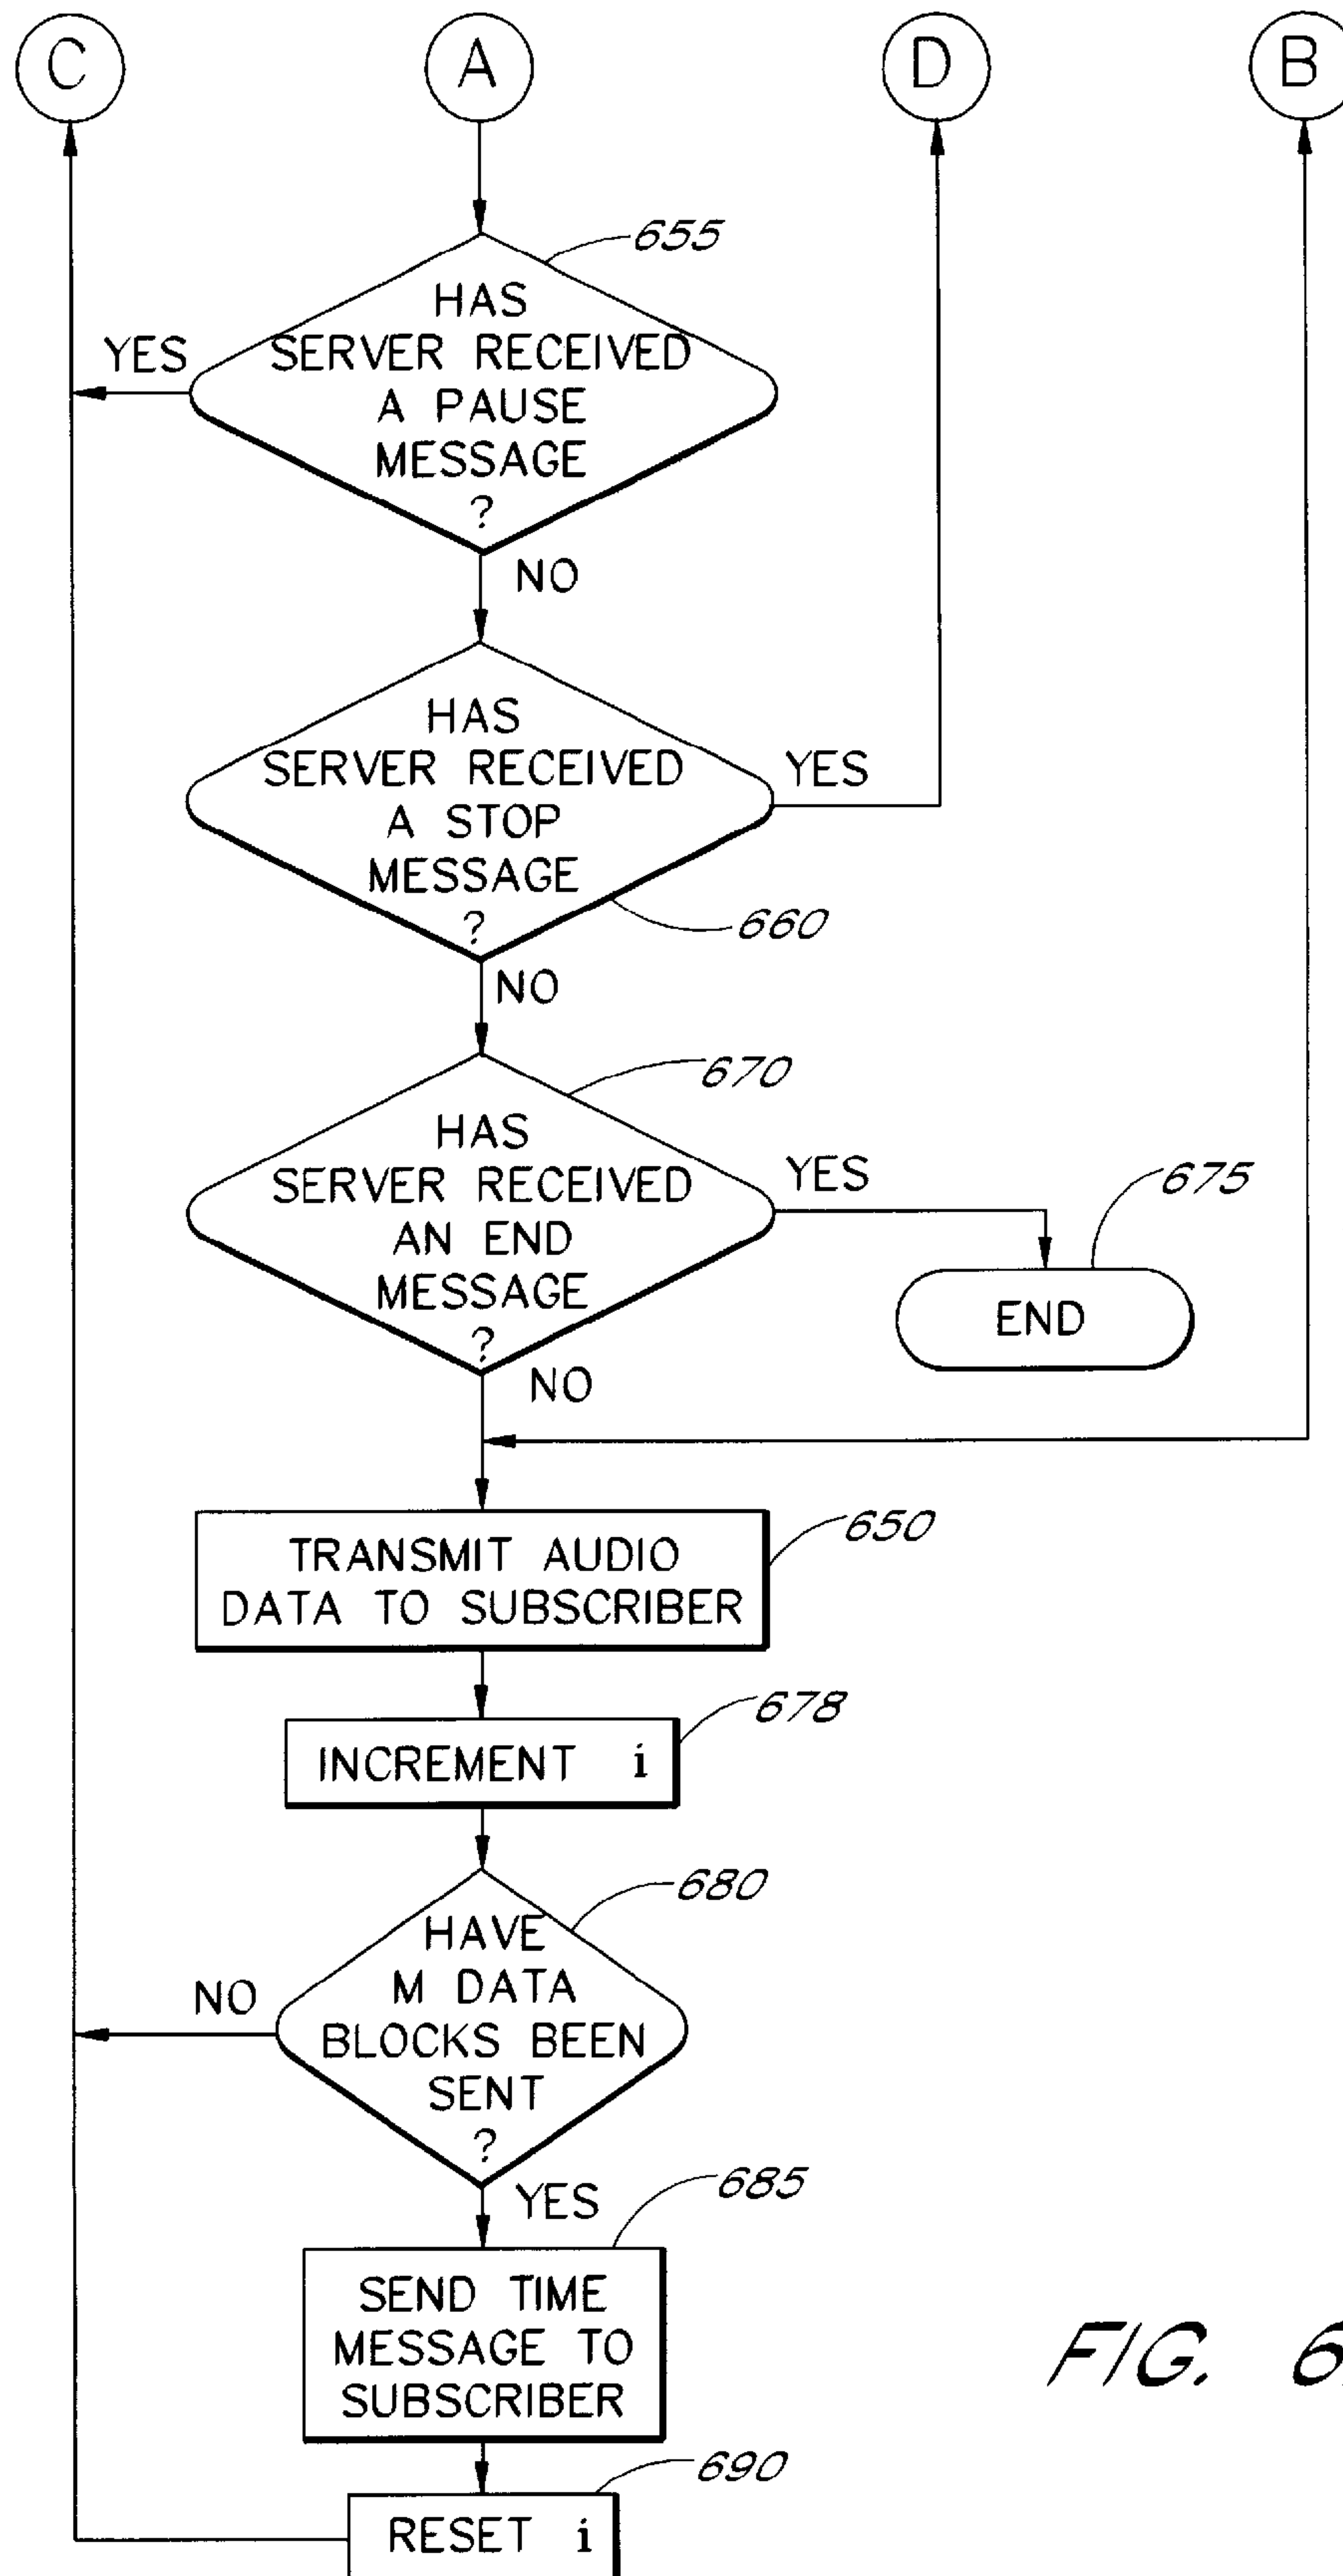 C
A
D
B
655
HAS
SERVER RECEIVED
A PAUSE
MESSAGE
?
YES
NO
HAS
SERVER RECEIVED
A STOP
MESSAGE
?
YES
660
NO
670
HAS
SERVER RECEIVED
AN END
MESSAGE
?
YES
675
END
NO
650
TRANSMIT AUDIO
DATA TO SUBSCRIBER
678
INCREMENT i
680
HAVE
M DATA
BLOCKS BEEN
SENT
?
NO
YES
685
SEND TIME
MESSAGE TO
SUBSCRIBER
690
RESET i
FIG. 6